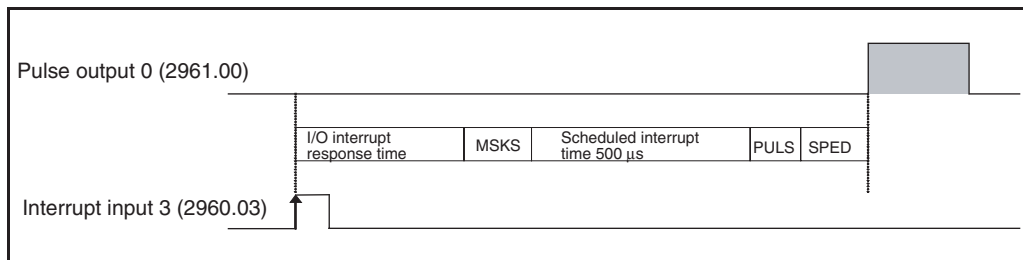 Pulse output 0 (2961.00)
I/O interrupt
response time
MSKS
Scheduled interrupt
time 500 μs
PULS
SPED
Interrupt input 3 (2960.03)